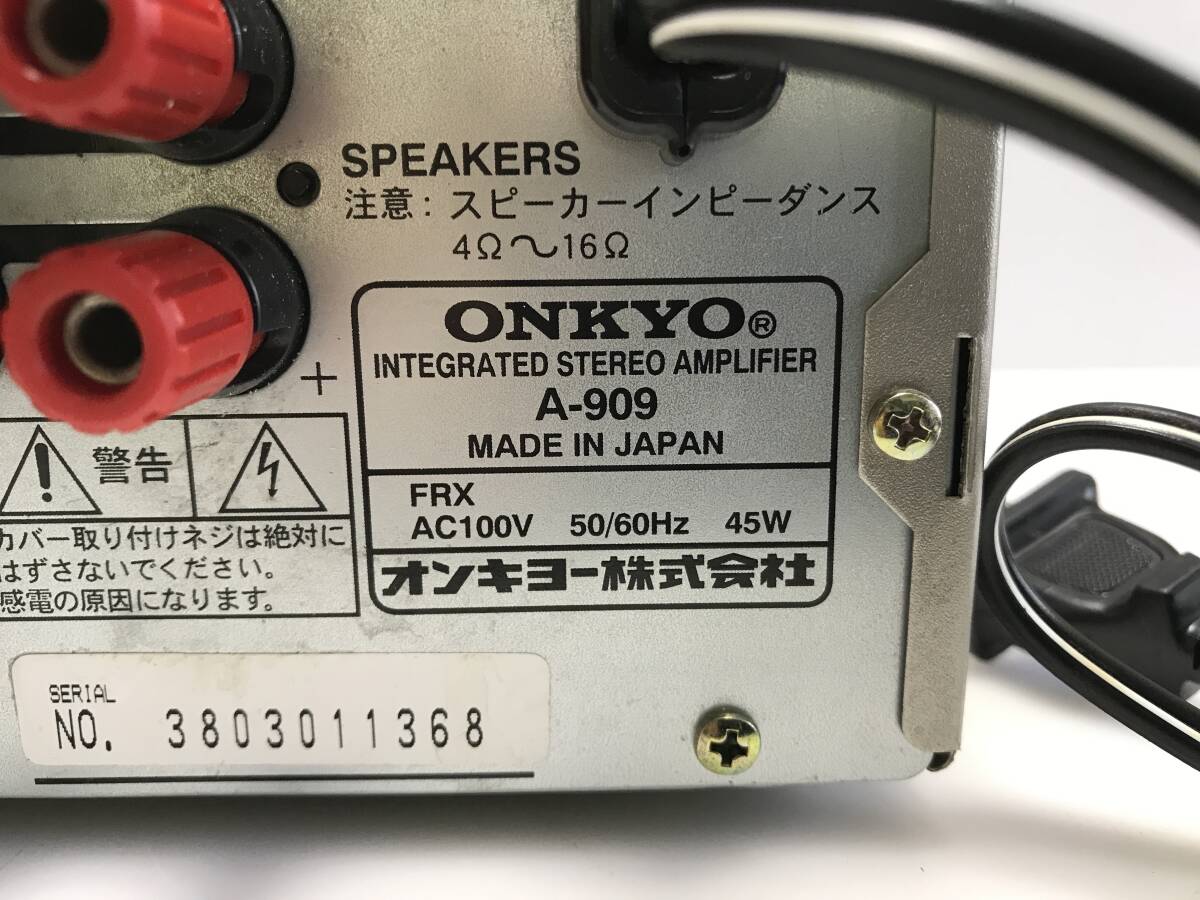 SPEAKERS
注意: スピーカーインピーダンス
4Ω〜16Ω
ONKYO®
INTEGRATED STEREO AMPLIFIER
A-909
MADE IN JAPAN
FRX
AC100V 50/60Hz 45W
オンキヨー株式会社
+
警告
カバー取り付けネジは絶対に
はずさないでください。
感電の原因になります。
SERIAL
NO. 3803011368